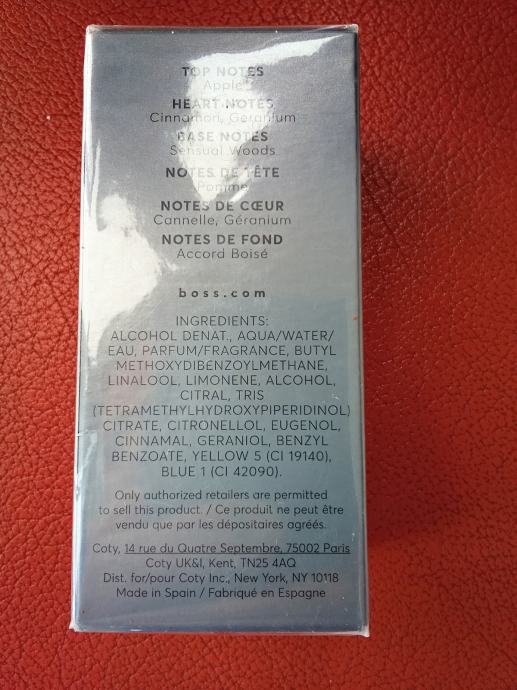 TOP NOTES
Apple
HEART NOTES
Cinnamon, Geranium
BASE NOTES
Sensual Woods
NOTES DE TÊTE
Pomme
NOTES DE CŒUR
Cannelle, Géranium
NOTES DE FOND
Accord Boisé
boss.com
INGREDIENTS:
ALCOHOL DENAT., AQUA/WATER/
EAU, PARFUM/FRAGRANCE, BUTYL
METHOXYDIBENZOYLMETHANE,
LINALOOL, LIMONENE, ALCOHOL,
CITRAL, TRIS
(TETRAMETHYLHYDROXYPIPERIDINOL)
CITRATE, CITRONELLOL, EUGENOL,
CINNAMAL, GERANIOL, BENZYL
BENZOATE, YELLOW 5 (CI 19140),
BLUE 1 (CI 42090).
Only authorized retailers are permitted
to sell this product. / Ce produit ne peut être
vendu que par les dépositaires agréés.
Coty, 14 rue du Quatre Septembre, 75002 Paris
Coty UK&I, Kent, TN25 4AQ
Dist. for/pour Coty Inc., New York, NY 10118
Made in Spain / Fabriqué en Espagne